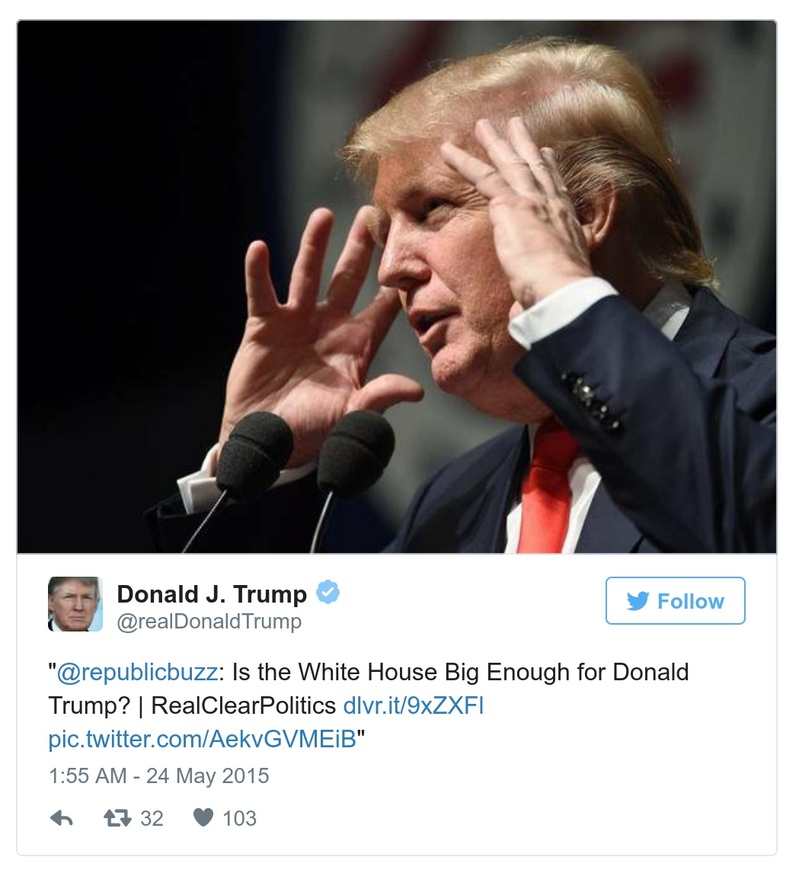 Donald J. Trump
@realDonaldTrump
Follow
"@republicbuzz: Is the White House Big Enough for Donald
Trump? | RealClearPolitics dlvr.it/9xZXFl
pic.twitter.com/AekvGVMEiB"
1:55 AM - 24 May 2015
32
103